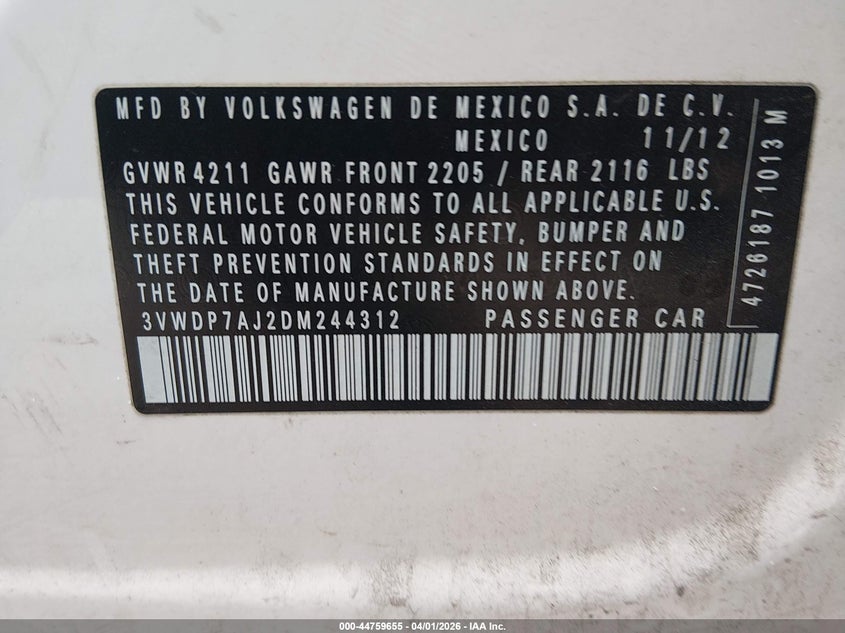 MFD BY VOLKSWAGEN DE MEXICO S.A. DE C.V.
MEXICO 11/12
GVWR 4211 GAWR FRONT 2205 / REAR 2116 LBS
THIS VEHICLE CONFORMS TO ALL APPLICABLE U.S.
FEDERAL MOTOR VEHICLE SAFETY, BUMPER AND
THEFT PREVENTION STANDARDS IN EFFECT ON
THE DATE OF MANUFACTURE SHOWN ABOVE.
3VWDP7AJ2DM244312 PASSENGER CAR
4726187 1013 M
000-44759655 | 04/01/2026 - IAA Inc.